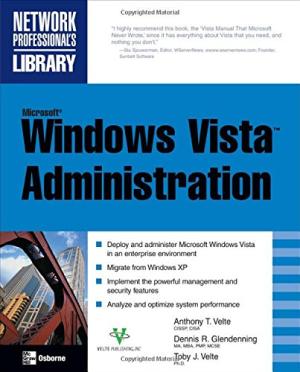 Copyrighted Material
NETWORK
PROFESSIONAL'S
LIBRARY
"I highly recommend this book, the 'Vista Manual That Microsoft
Never Wrote,' since it has everything about Vista that you need, and
nothing you don't."
—Stu Sjouwerman, Editor, WServerNews, www.wservernews.com; Founder,
Sunbelt Software
Microsoft®
Windows Vista™
Administration
Deploy and administer Microsoft Windows Vista
in an enterprise environment
Migrate from Windows XP
Implement the powerful management and
security features
Analyze and optimize system performance
Anthony T. Velte
CISSP, CISA
Dennis R. Glendenning
MA, MBA, PMP, MCSE
Toby J. Velte
Ph.D.
VELTE PUBLISHING, INC
Mc
Graw
Hill
Osborne
Copyrighted Material